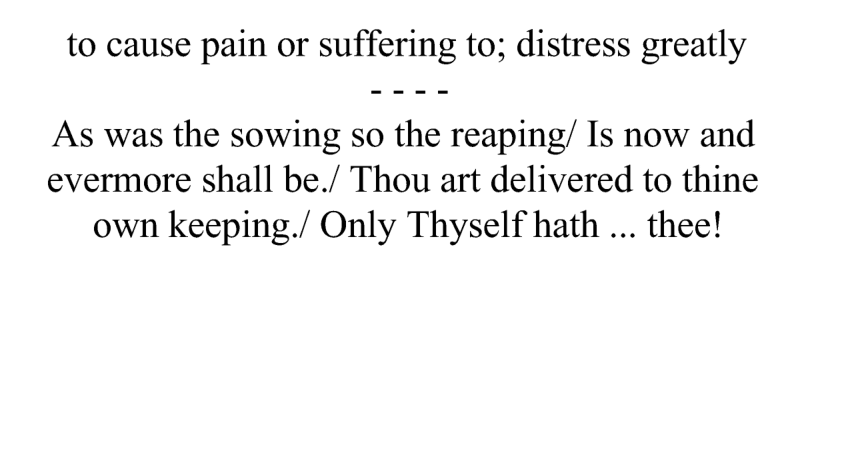 to cause pain or suffering to; distress greatly
- - - -
As was the sowing so the reaping/ Is now and
evermore shall be./ Thou art delivered to thine
own keeping./ Only Thyself hath ... thee!